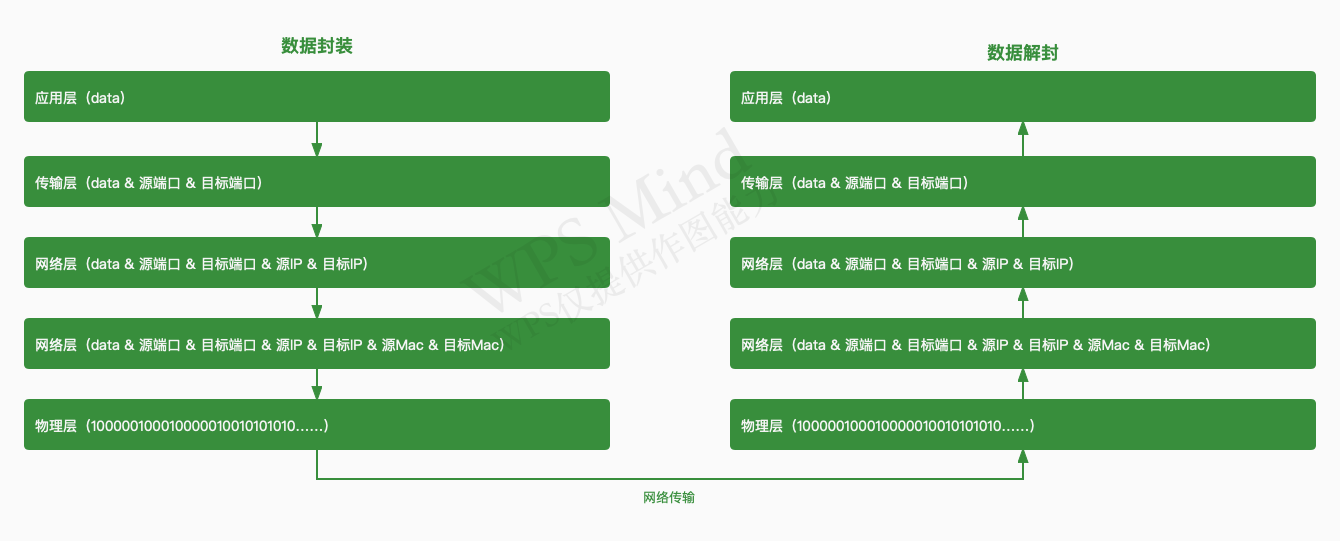 数据封装
应用层（data）
传输层（data & 源端口 & 目标端口）
网络层（data & 源端口 & 目标端口 & 源IP & 目标IP）
网络层（data & 源端口 & 目标端口 & 源IP & 目标IP & 源Mac & 目标Mac）
物理层（1000001000100000100101010​10......）
数据解封
应用层（data）
传输层（data & 源端口 & 目标端口）
网络层（data & 源端口 & 目标端口 & 源IP & 目标IP）
网络层（data & 源端口 & 目标端口 & 源IP & 目标IP & 源Mac & 目标Mac）
物理层（100000100010000010010101010......）
网络传输
WPS Mind
WPS仅提供作图能力